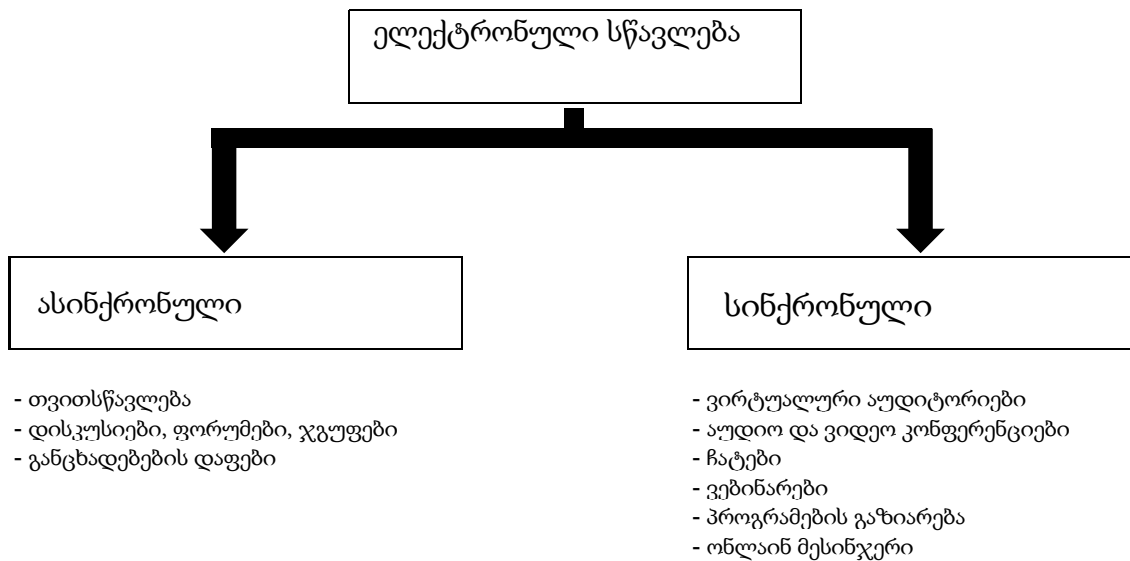 ელექტრონული სწავლება
ასინქრონული
- თვითსწავლება
- დისკუსიები, ფორუმები, ჯგუფები
- განცხადებების დაფები
სინქრონული
- ვირტუალური აუდიტორიები
- აუდიო და ვიდეო კონფერენციები
- ჩატები
- ვებინარები
- პროგრამების გაზიარება
- ონლაინ მესინჯერი